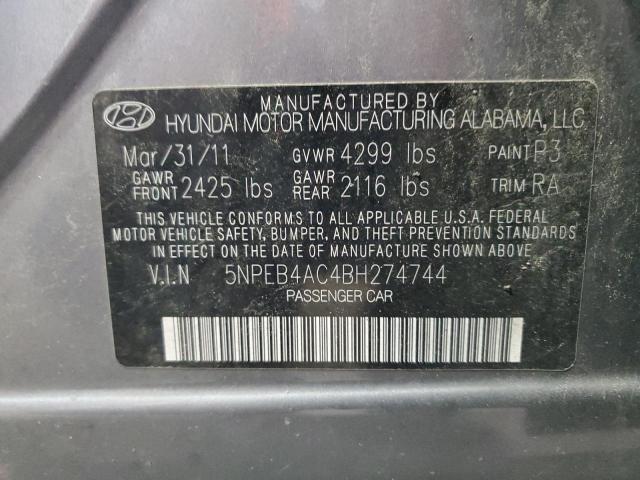 MANUFACTURED BY
HYUNDAI MOTOR MANUFACTURING ALABAMA, LLC
Mar/31/11 GVWR 4299 lbs PAINT P3
GAWR FRONT 2425 lbs GAWR REAR 2116 lbs TRIM RA
THIS VEHICLE CONFORMS TO ALL APPLICABLE U.S.A. FEDERAL
MOTOR VEHICLE SAFETY, BUMPER, AND THEFT PREVENTION STANDARDS
IN EFFECT ON THE DATE OF MANUFACTURE SHOWN ABOVE.
V.I.N 5NPEB4AC4BH274744
PASSENGER CAR